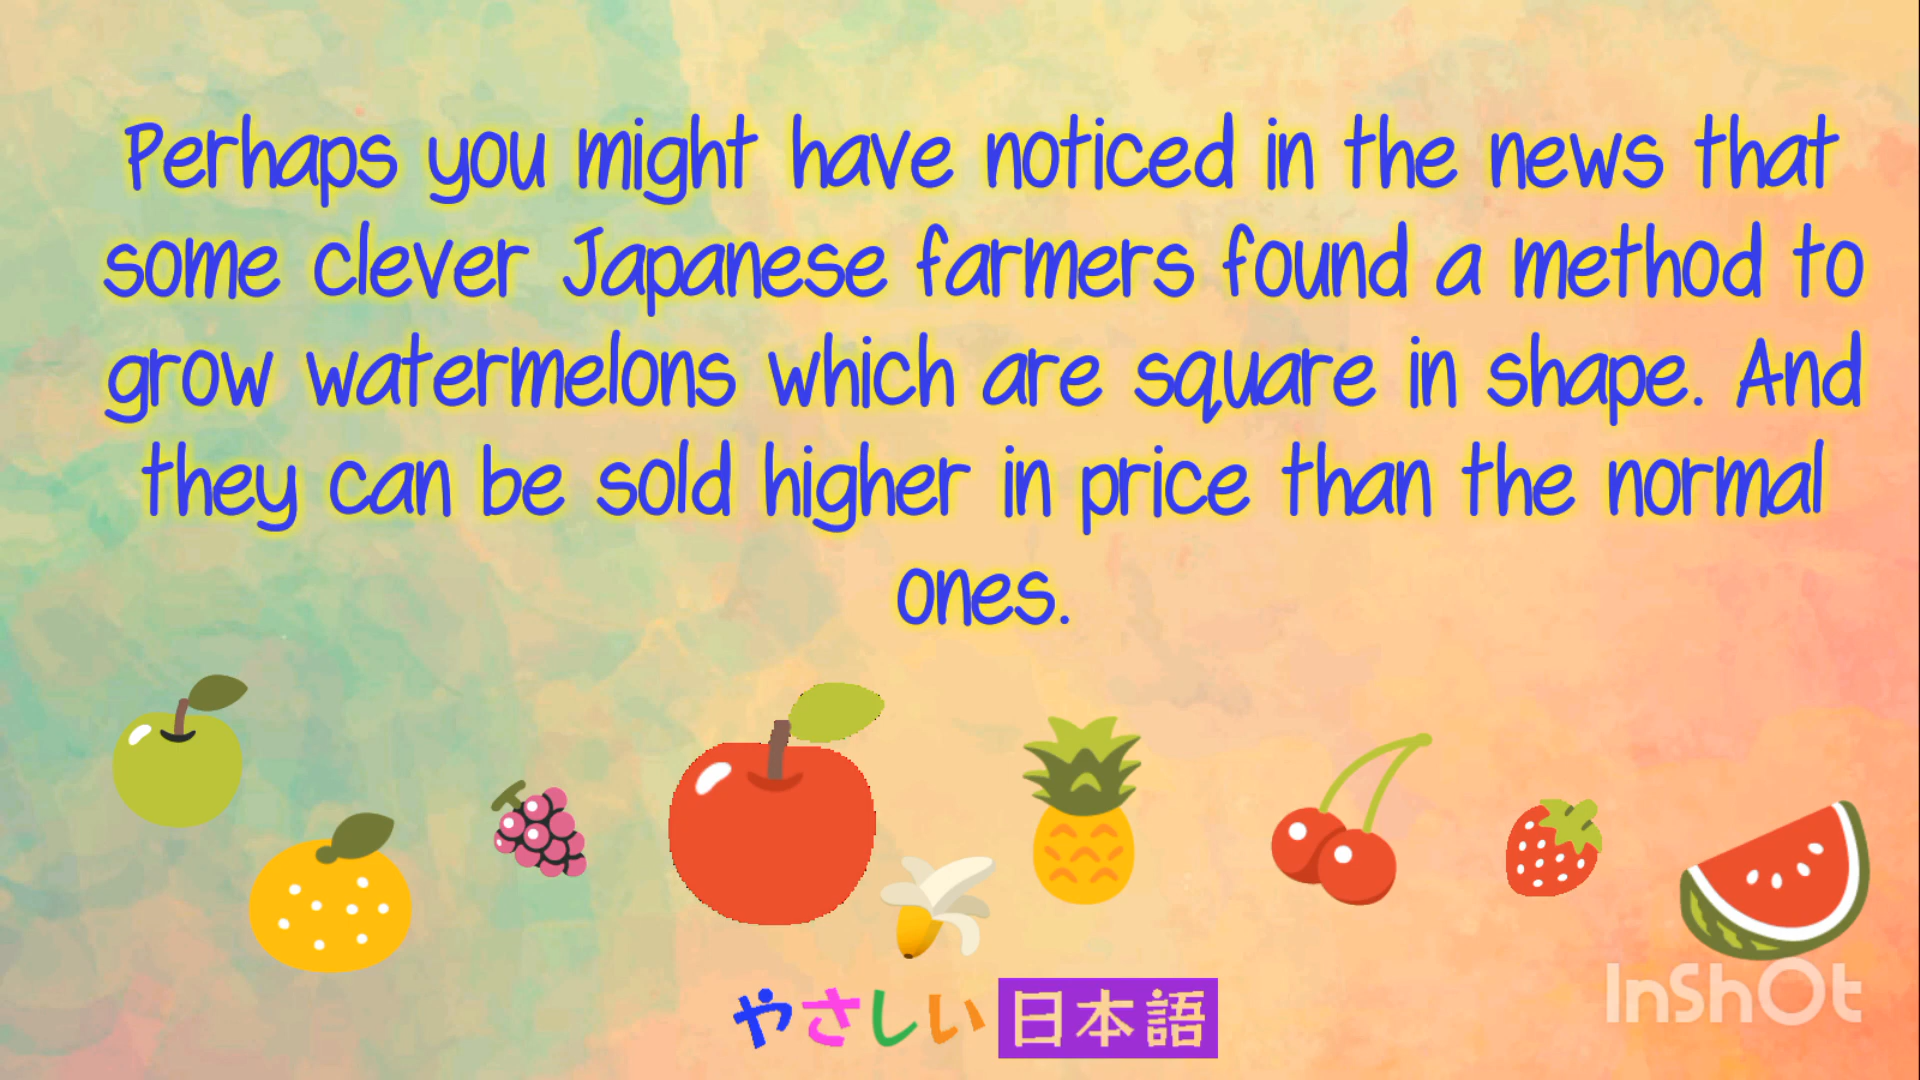 Perhaps you might have noticed in the news that
some clever Japanese farmers found a method to
grow watermelons which are square in shape. And
they can be sold higher in price than the normal
ones.
やさしい日本語
InShOt